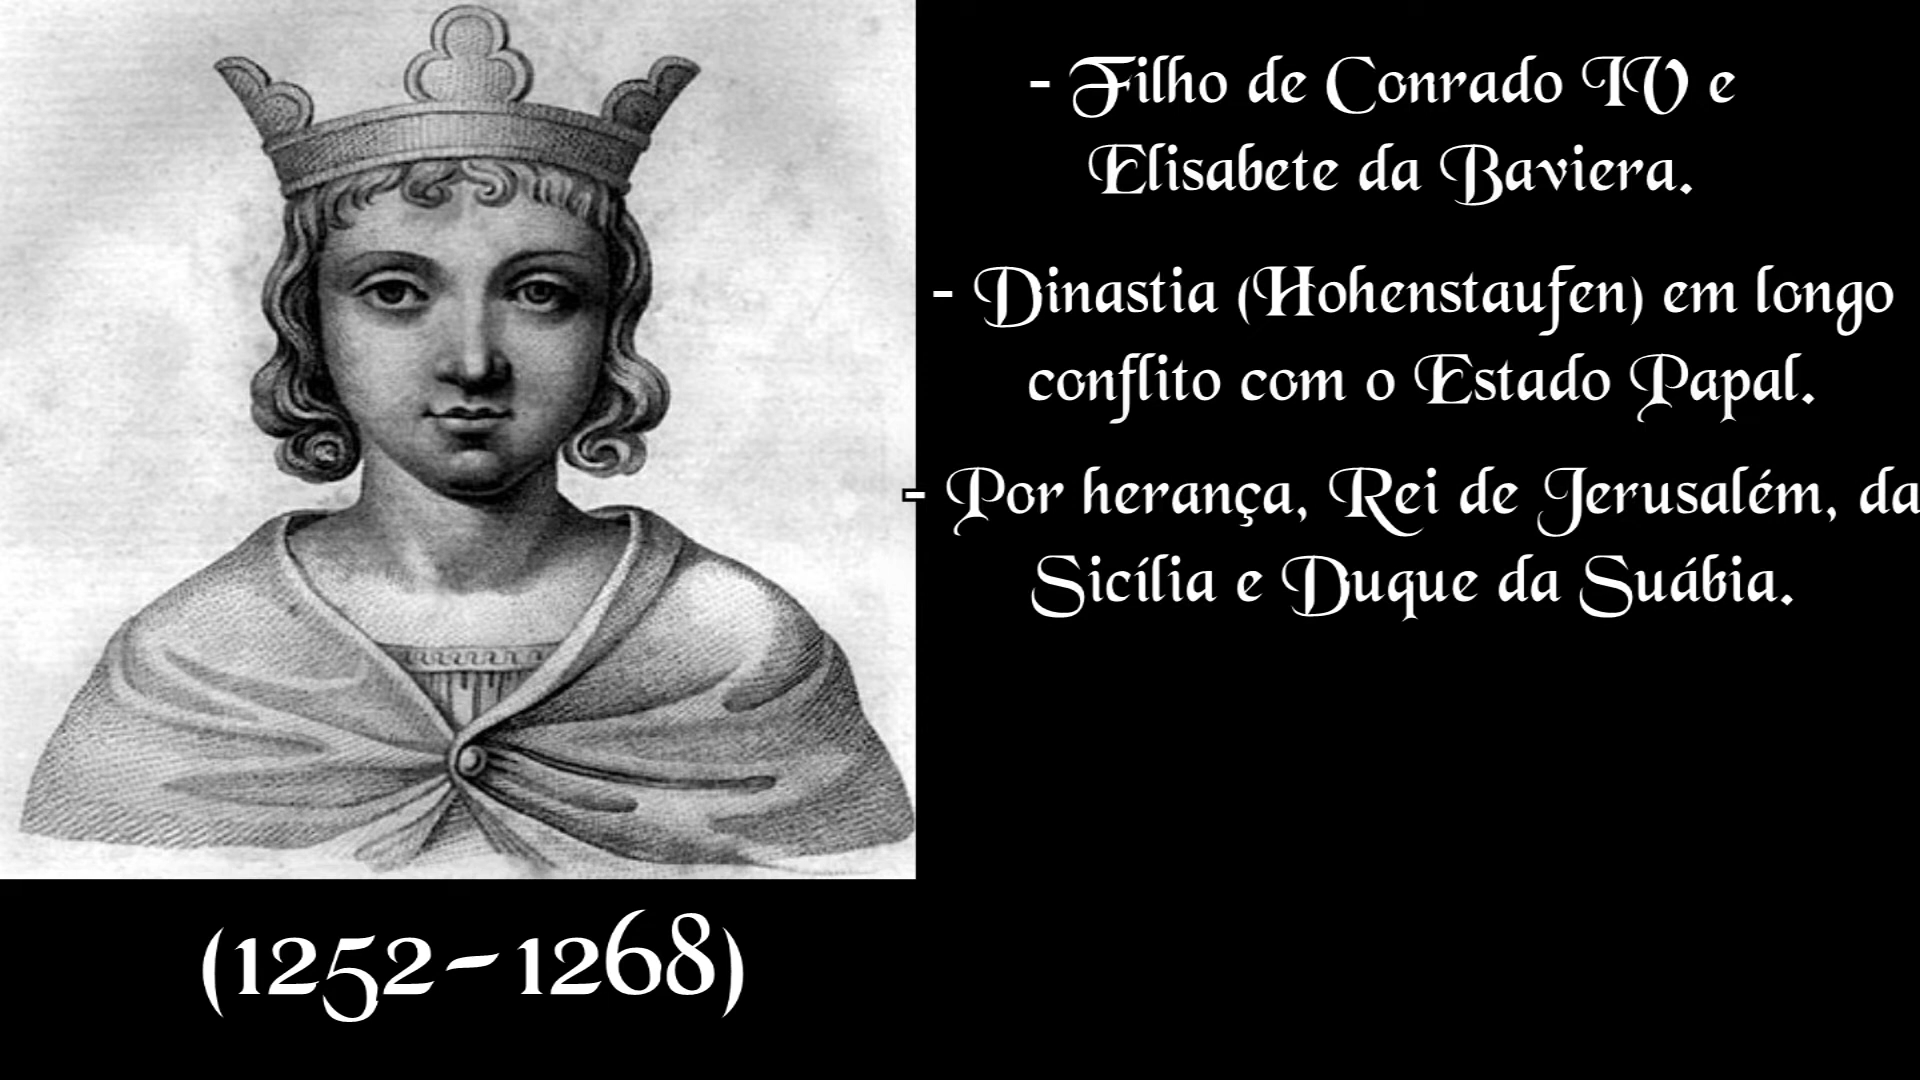 - Filho de Conrado IV e
Elisabete da Baviera.
- Dinastia (Hohenstaufen) em longo
conflito com o Estado Papal.
- Por herança, Rei de Jerusalém, da
Sicília e Duque da Suábia.
(1252-1268)